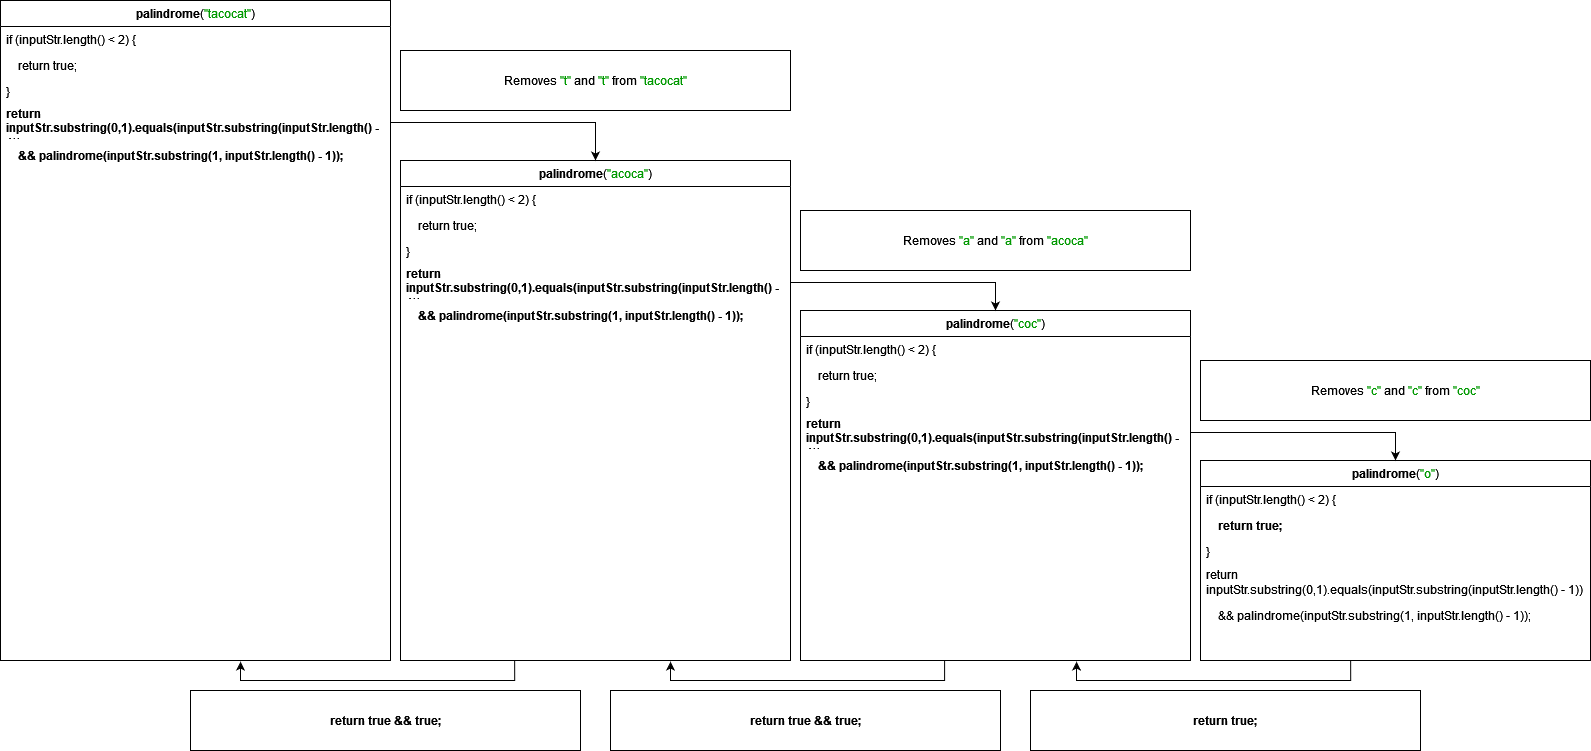 palindrome("tacocat")
if (inputStr.length() < 2) {
return true;
}
return
inputStr.substring(0,1).equals(inputStr.substring(inputStr.length() -
&& palindrome(inputStr.substring(1, inputStr.length() - 1));
Removes "t" and "t" from "tacocat"
palindrome("acoca")
if (inputStr.length() < 2) {
return true;
}
return
inputStr.substring(0,1).equals(inputStr.substring(inputStr.length() -
&& palindrome(inputStr.substring(1, inputStr.length() - 1));
Removes "a" and "a" from "acoca"
palindrome("coc")
if (inputStr.length() < 2) {
return true;
}
return
inputStr.substring(0,1).equals(inputStr.substring(inputStr.length() -
&& palindrome(inputStr.substring(1, inputStr.length() - 1));
Removes "c" and "c" from "coc"
palindrome("o")
if (inputStr.length() < 2) {
return true;
}
return
inputStr.substring(0,1).equals(inputStr.substring(inputStr.length() - 1))
&& palindrome(inputStr.substring(1, inputStr.length() - 1));
return true && true;
return true && true;
return true;